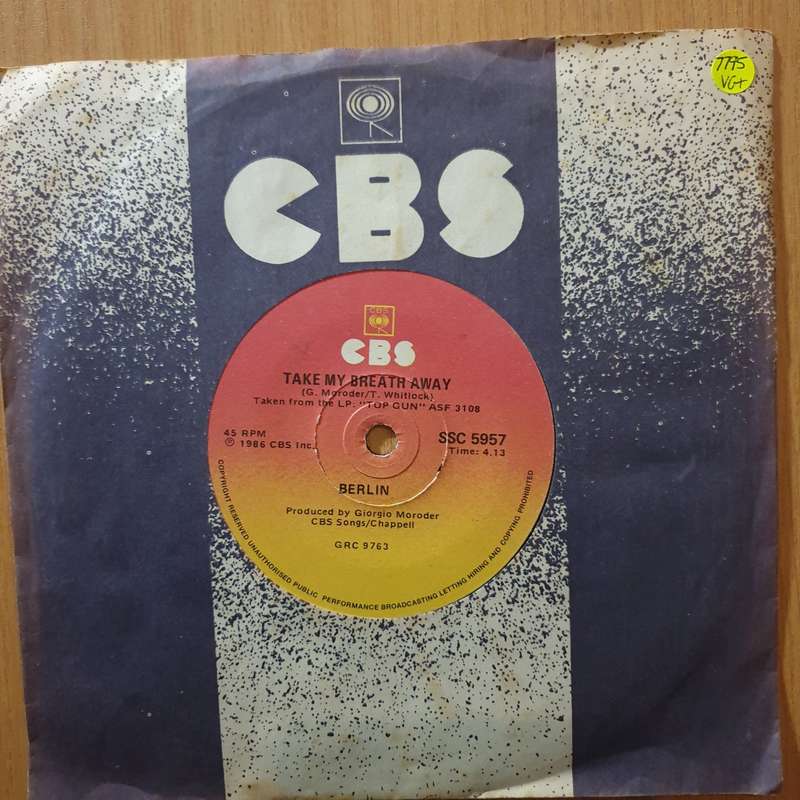 7795
VG+
CBS
CBS
CBS
TAKE MY BREATH AWAY
(G. Moroder/T. Whitlock)
Taken from the LP: "TOP GUN" ASF 3108
45 RPM
℗ 1986 CBS Inc.
SSC 5957
Time: 4.13
BERLIN
Produced by Giorgio Moroder
CBS Songs/Chappell
GRC 9763
COPYRIGHT RESERVED UNAUTHORISED PUBLIC PERFORMANCE BROADCASTING LETTING HIRING AND COPYING PROHIBITED